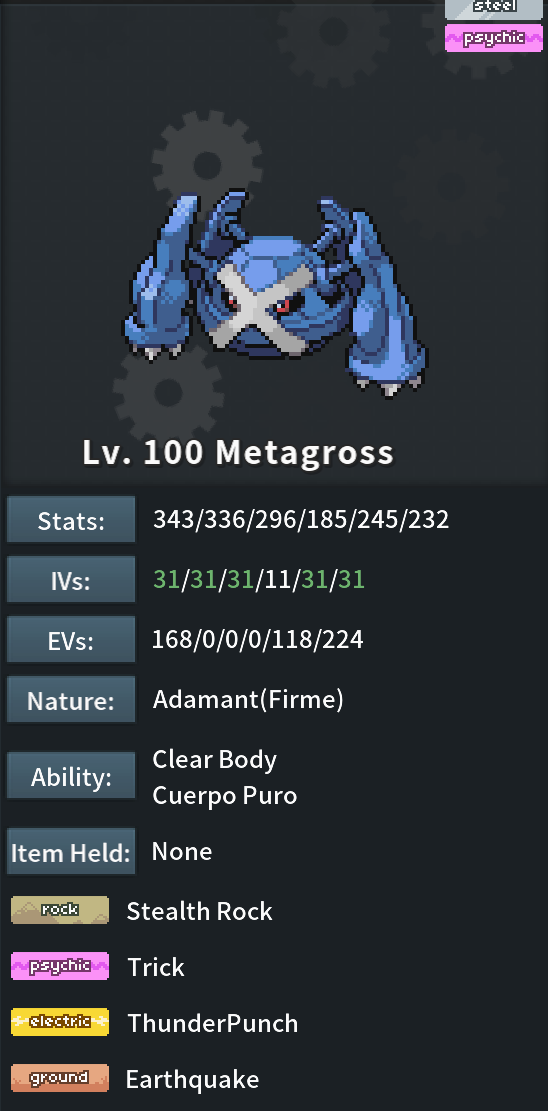 steel
psychic
Lv. 100 Metagross
Stats: 343/336/296/185/245/232
IVs: 31/31/31/11/31/31
EVs: 168/0/0/0/118/224
Nature: Adamant(Firme)
Ability: Clear Body
Cuerpo Puro
Item Held: None
rock Stealth Rock
psychic Trick
electric ThunderPunch
ground Earthquake